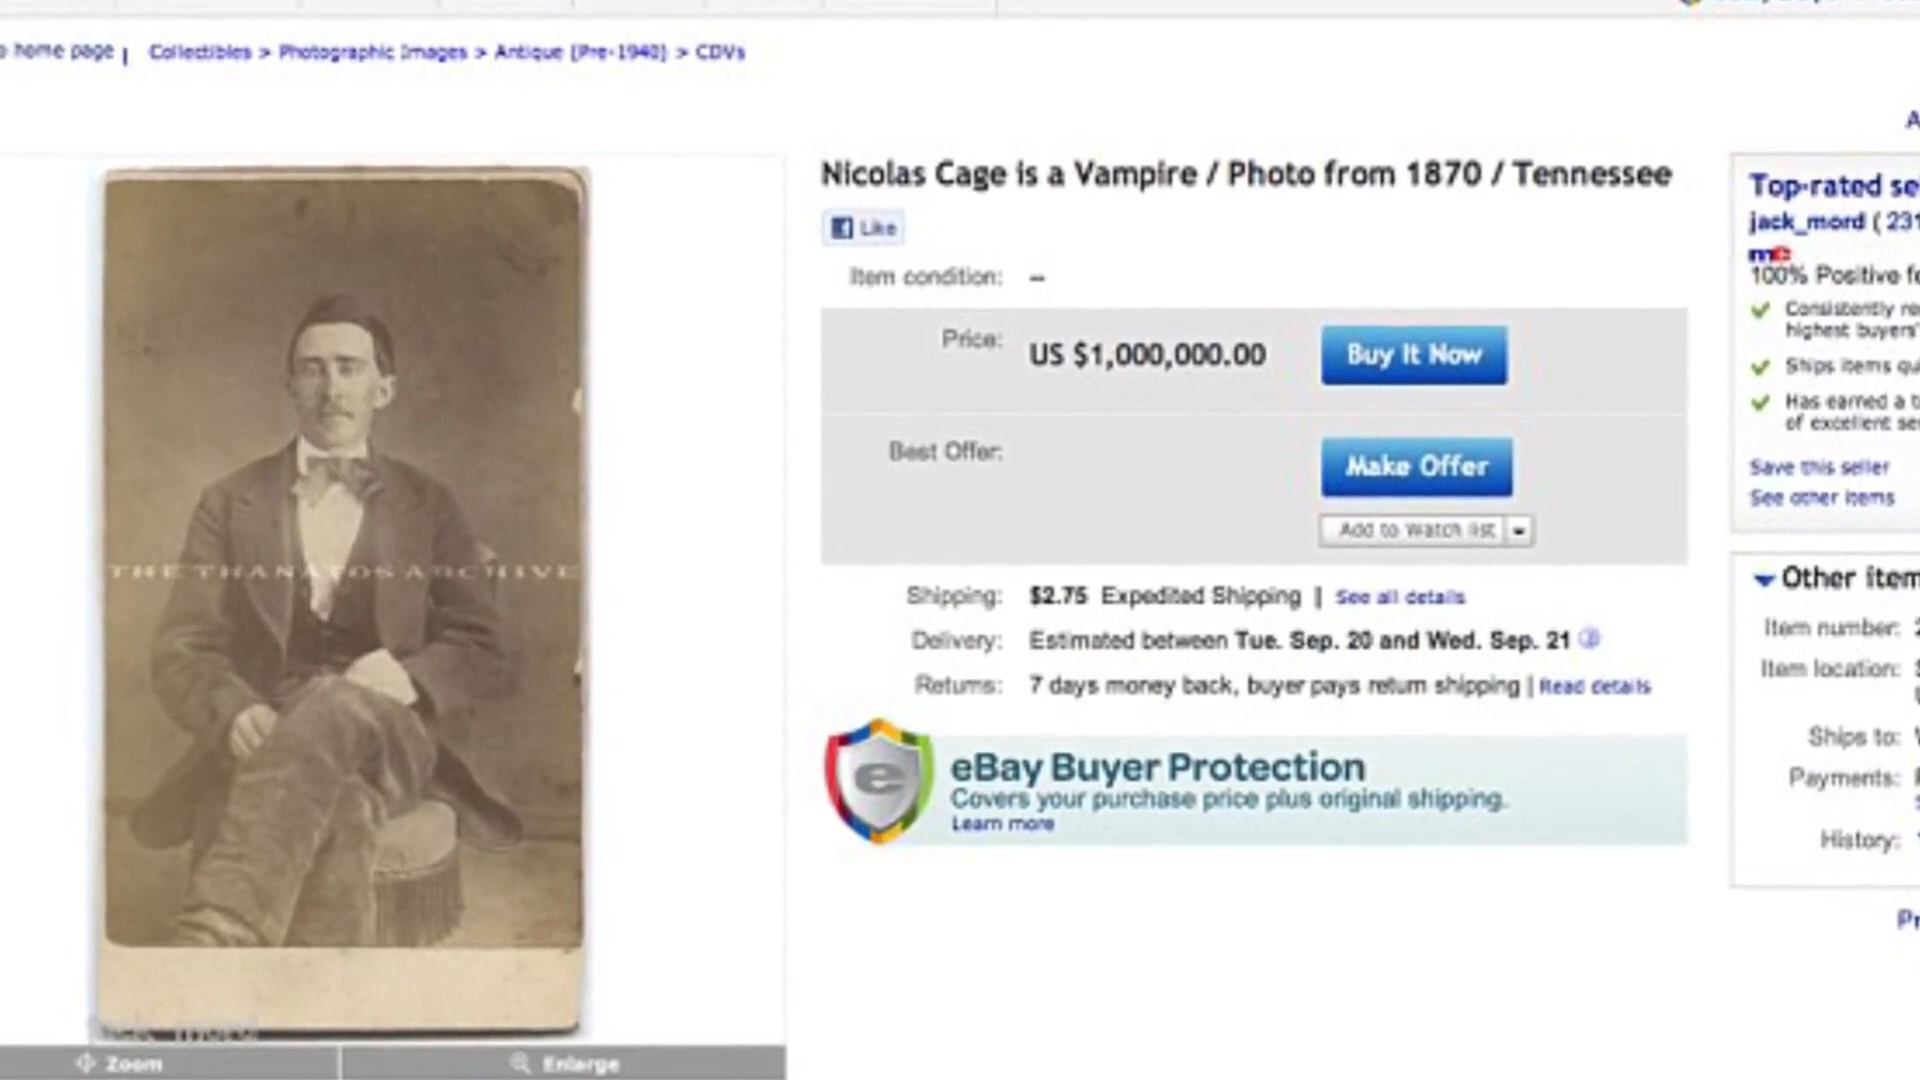 home page | Collectibles > Photographic Images > Antique (Pre-1940) > CDVs
Nicolas Cage is a Vampire / Photo from 1870 / Tennessee
Like
Item condition: --
Price: US $1,000,000.00 Buy It Now
Best Offer: Make Offer
Add to Watch list
Shipping: $2.75 Expedited Shipping | See all details
Delivery: Estimated between Tue. Sep. 20 and Wed. Sep. 21
Returns: 7 days money back, buyer pays return shipping | Read details
e
eBay Buyer Protection
Covers your purchase price plus original shipping.
Learn more
THE THANATOS ARCHIVE
Zoom Enlarge
Top-rated se
jack_mord ( 231
me
100% Positive fe
Consistently re
highest buyers'
Ships items qu
Has earned a t
of excellent se
Save this seller
See other items
Other item
Item number: 2
Item location:
Ships to:
Payments:
History:
Pr